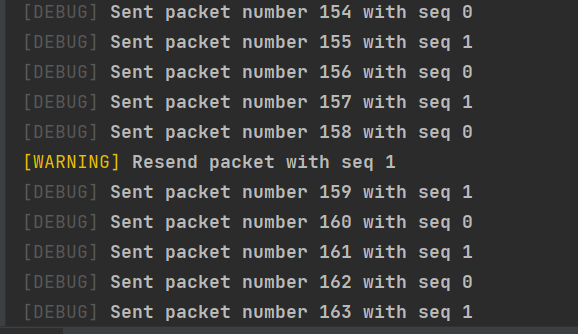 [DEBUG] Sent packet number 154 with seq 0
[DEBUG] Sent packet number 155 with seq 1
[DEBUG] Sent packet number 156 with seq 0
[DEBUG] Sent packet number 157 with seq 1
[DEBUG] Sent packet number 158 with seq 0
[WARNING] Resend packet with seq 1
[DEBUG] Sent packet number 159 with seq 1
[DEBUG] Sent packet number 160 with seq 0
[DEBUG] Sent packet number 161 with seq 1
[DEBUG] Sent packet number 162 with seq 0
[DEBUG] Sent packet number 163 with seq 1